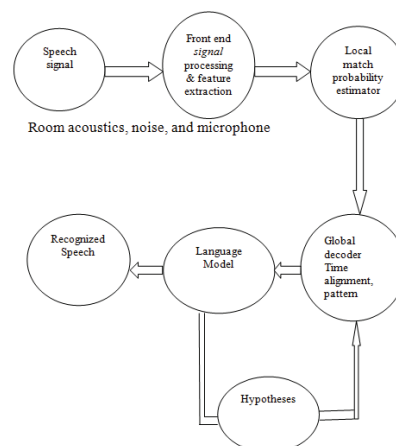 Speech
signal
Front end
signal
processing
& feature
extraction
Local
match
probability
estimator
Room acoustics, noise, and microphone
Recognized
Speech
Language
Model
Global
decoder
Time
alignment,
pattern
Hypotheses